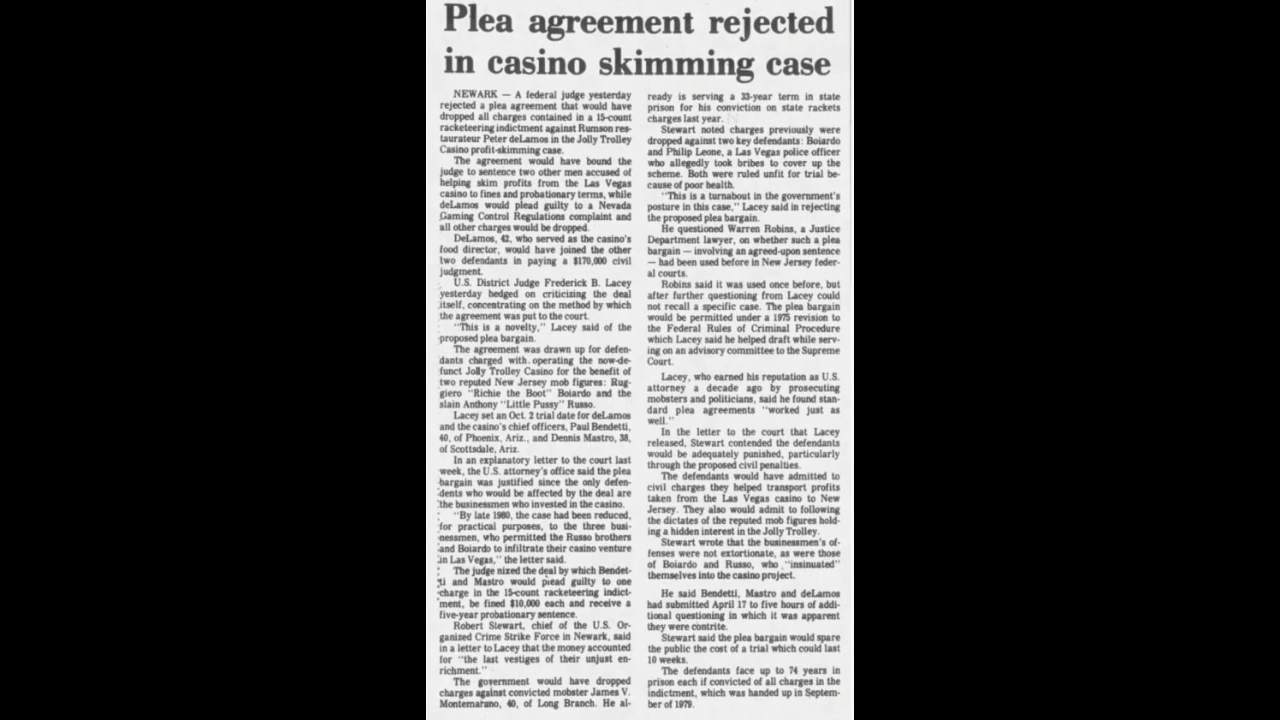 Plea agreement rejected
in casino skimming case
NEWARK — A federal judge yesterday
rejected a plea agreement that would have
dropped all charges contained in a 15-count
racketeering indictment against Rumson res-
taurateur Peter deLamos in the Jolly Trolley
Casino profit-skimming case.
The agreement would have bound the
judge to sentence two other men accused of
helping skim profits from the Las Vegas
casino to fines and probationary terms, while
deLamos would plead guilty to a Nevada
Gaming Control Regulations complaint and
all other charges would be dropped.
DeLamos, 42, who served as the casino's
food director, would have joined the other
two defendants in paying a $170,000 civil
judgment.
U.S. District Judge Frederick B. Lacey
yesterday hedged on criticizing the deal
itself, concentrating on the method by which
the agreement was put to the court.
"This is a novelty," Lacey said of the
proposed plea bargain.
The agreement was drawn up for defen-
dants charged with operating the now-de-
funct Jolly Trolley Casino for the benefit of
two reputed New Jersey mob figures: Rug-
giero "Richie the Boot" Boiardo and the
slain Anthony "Little Pussy" Russo.
Lacey set an Oct. 2 trial date for deLamos
and the casino's chief officers, Paul Bendetti,
40, of Phoenix, Ariz., and Dennis Mastro, 38,
of Scottsdale, Ariz.
In an explanatory letter to the court last
week, the U.S. attorney's office said the plea
bargain was justified since the only defen-
dents who would be affected by the deal are
the businessmen who invested in the casino.
"By late 1980, the case had been reduced,
for practical purposes, to the three busi-
nessmen, who permitted the Russo brothers
and Boiardo to infiltrate their casino venture
in Las Vegas," the letter said.
The judge nixed the deal by which Bendet-
ti and Mastro would plead guilty to one
charge in the 15-count racketeering indict-
ment, be fined $10,000 each and receive a
five-year probationary sentence.
Robert Stewart, chief of the U.S. Or-
ganized Crime Strike Force in Newark, said
in a letter to Lacey that the money accounted
for "the last vestiges of their unjust en-
richment."
The government would have dropped
charges against convicted mobster James V.
Montemarano, 40, of Long Branch. He al-
ready is serving a 33-year term in state
prison for his conviction on state rackets
charges last year.
Stewart noted charges previously were
dropped against two key defendants: Boiardo
and Philip Leone, a Las Vegas police officer
who allegedly took bribes to cover up the
scheme. Both were ruled unfit for trial be-
cause of poor health.
"This is a turnabout in the government's
posture in this case," Lacey said in rejecting
the proposed plea bargain.
He questioned Warren Robins, a Justice
Department lawyer, on whether such a plea
bargain — involving an agreed-upon sentence
— had been used before in New Jersey feder-
al courts.
Robins said it was used once before, but
after further questioning from Lacey could
not recall a specific case. The plea bargain
would be permitted under a 1975 revision to
the Federal Rules of Criminal Procedure
which Lacey said he helped draft while serv-
ing on an advisory committee to the Supreme
Court.
Lacey, who earned his reputation as U.S.
attorney a decade ago by prosecuting
mobsters and politicians, said he found stan-
dard plea agreements "worked just as
well."
In the letter to the court that Lacey
released, Stewart contended the defendants
would be adequately punished, particularly
through the proposed civil penalties.
The defendants would have admitted to
civil charges they helped transport profits
taken from the Las Vegas casino to New
Jersey. They also would admit to following
the dictates of the reputed mob figures hold-
ing a hidden interest in the Jolly Trolley.
Stewart wrote that the businessmen's of-
fenses were not extortionate, as were those
of Boiardo and Russo, who "insinuated"
themselves into the casino project.
He said Bendetti, Mastro and deLamos
had submitted April 17 to five hours of addi-
tional questioning in which it was apparent
they were contrite.
Stewart said the plea bargain would spare
the public the cost of a trial which could last
10 weeks.
The defendants face up to 74 years in
prison each if convicted of all charges in the
indictment, which was handed up in Septem-
ber of 1979.